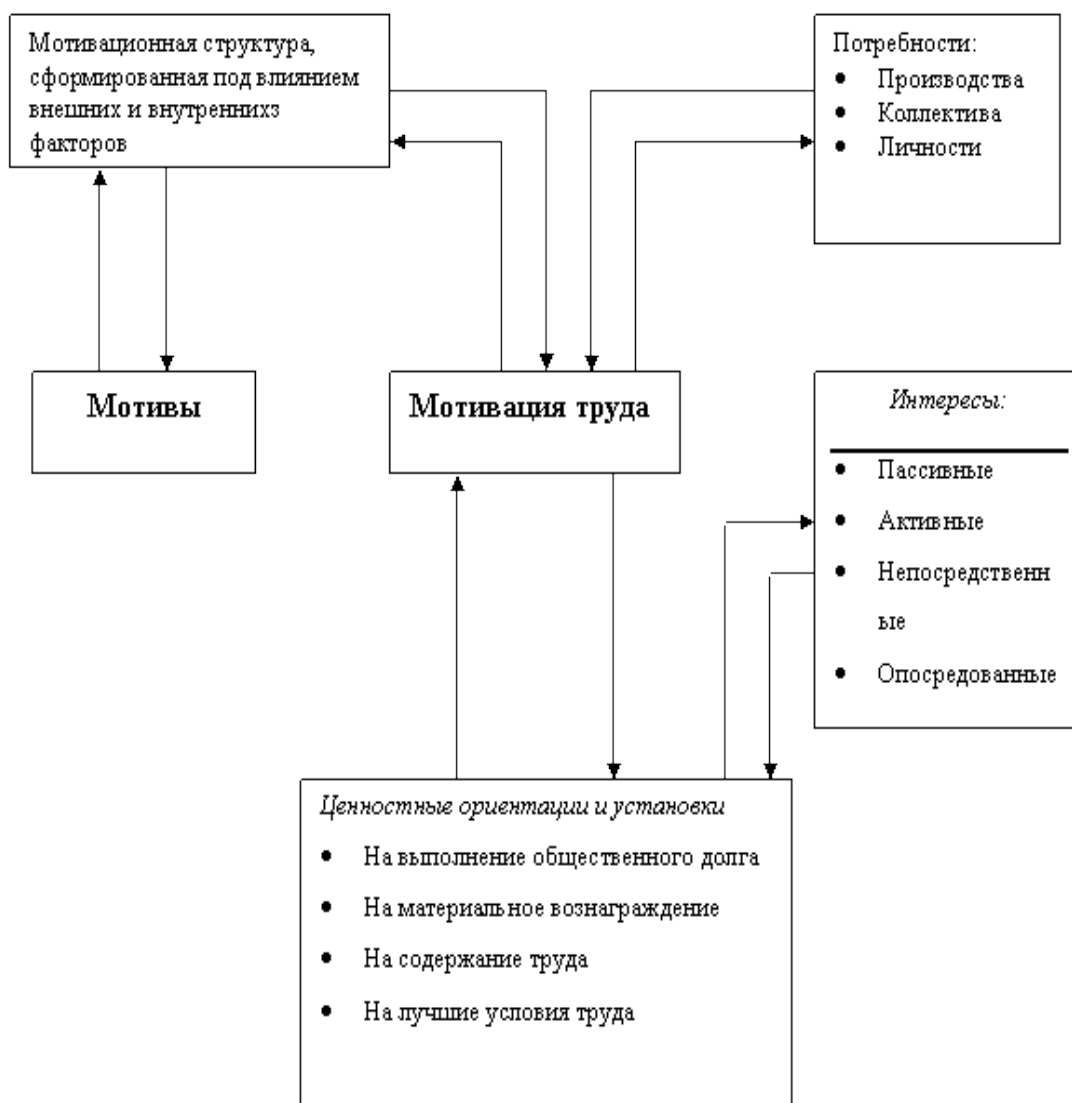 Мотивационная структура,
сформированная под влиянием
внешних и внутреннихз
факторов
Потребности:
• Производства
• Коллектива
• Личности
Мотивы
Мотивация труда
Интересы:
• Пассивные
• Активные
• Непосредственн
ые
• Опосредованные
Ценностные ориентации и установки
• На выполнение общественного долга
• На материальное вознаграждение
• На содержание труда
• На лучшие условия труда